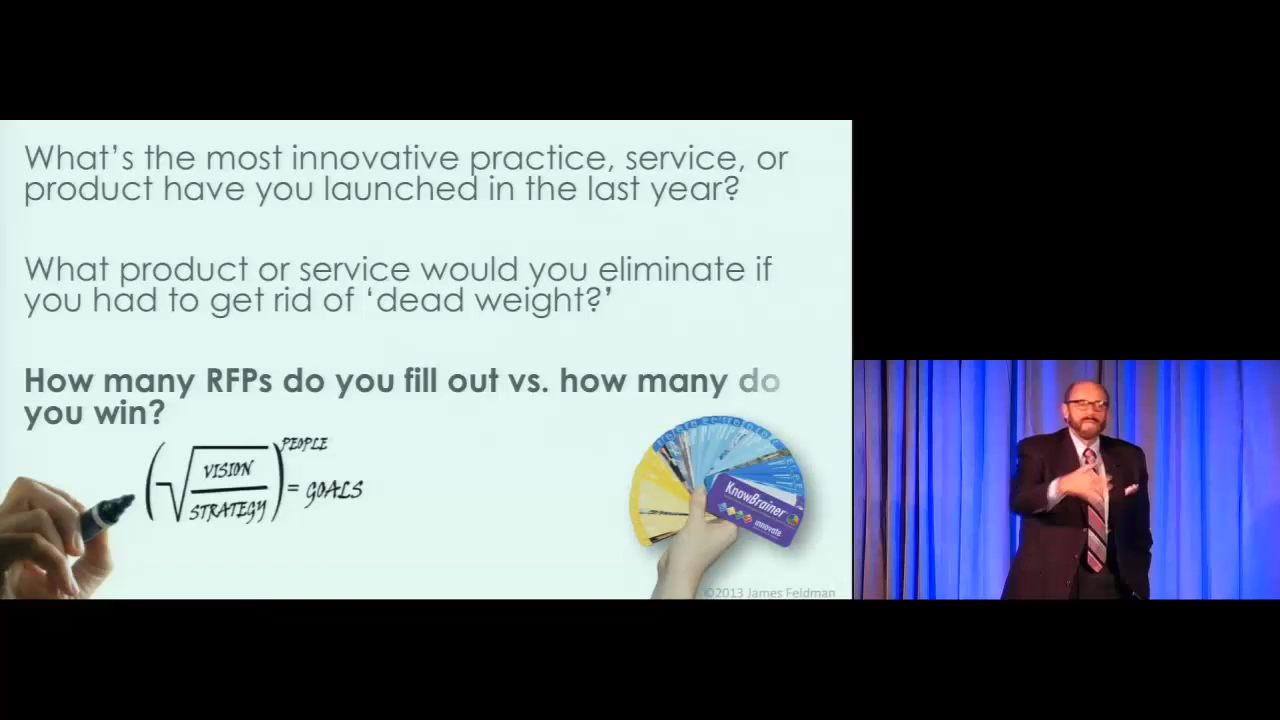 What's the most innovative practice, service, or
product have you launched in the last year?
What product or service would you eliminate if
you had to get rid of ‘dead weight?’
How many RFPs do you fill out vs. how many do
you win?
PEOPLE
VISION
STRATEGY
= GOALS
KnowBrainer
innovate
©2013 James Feldman